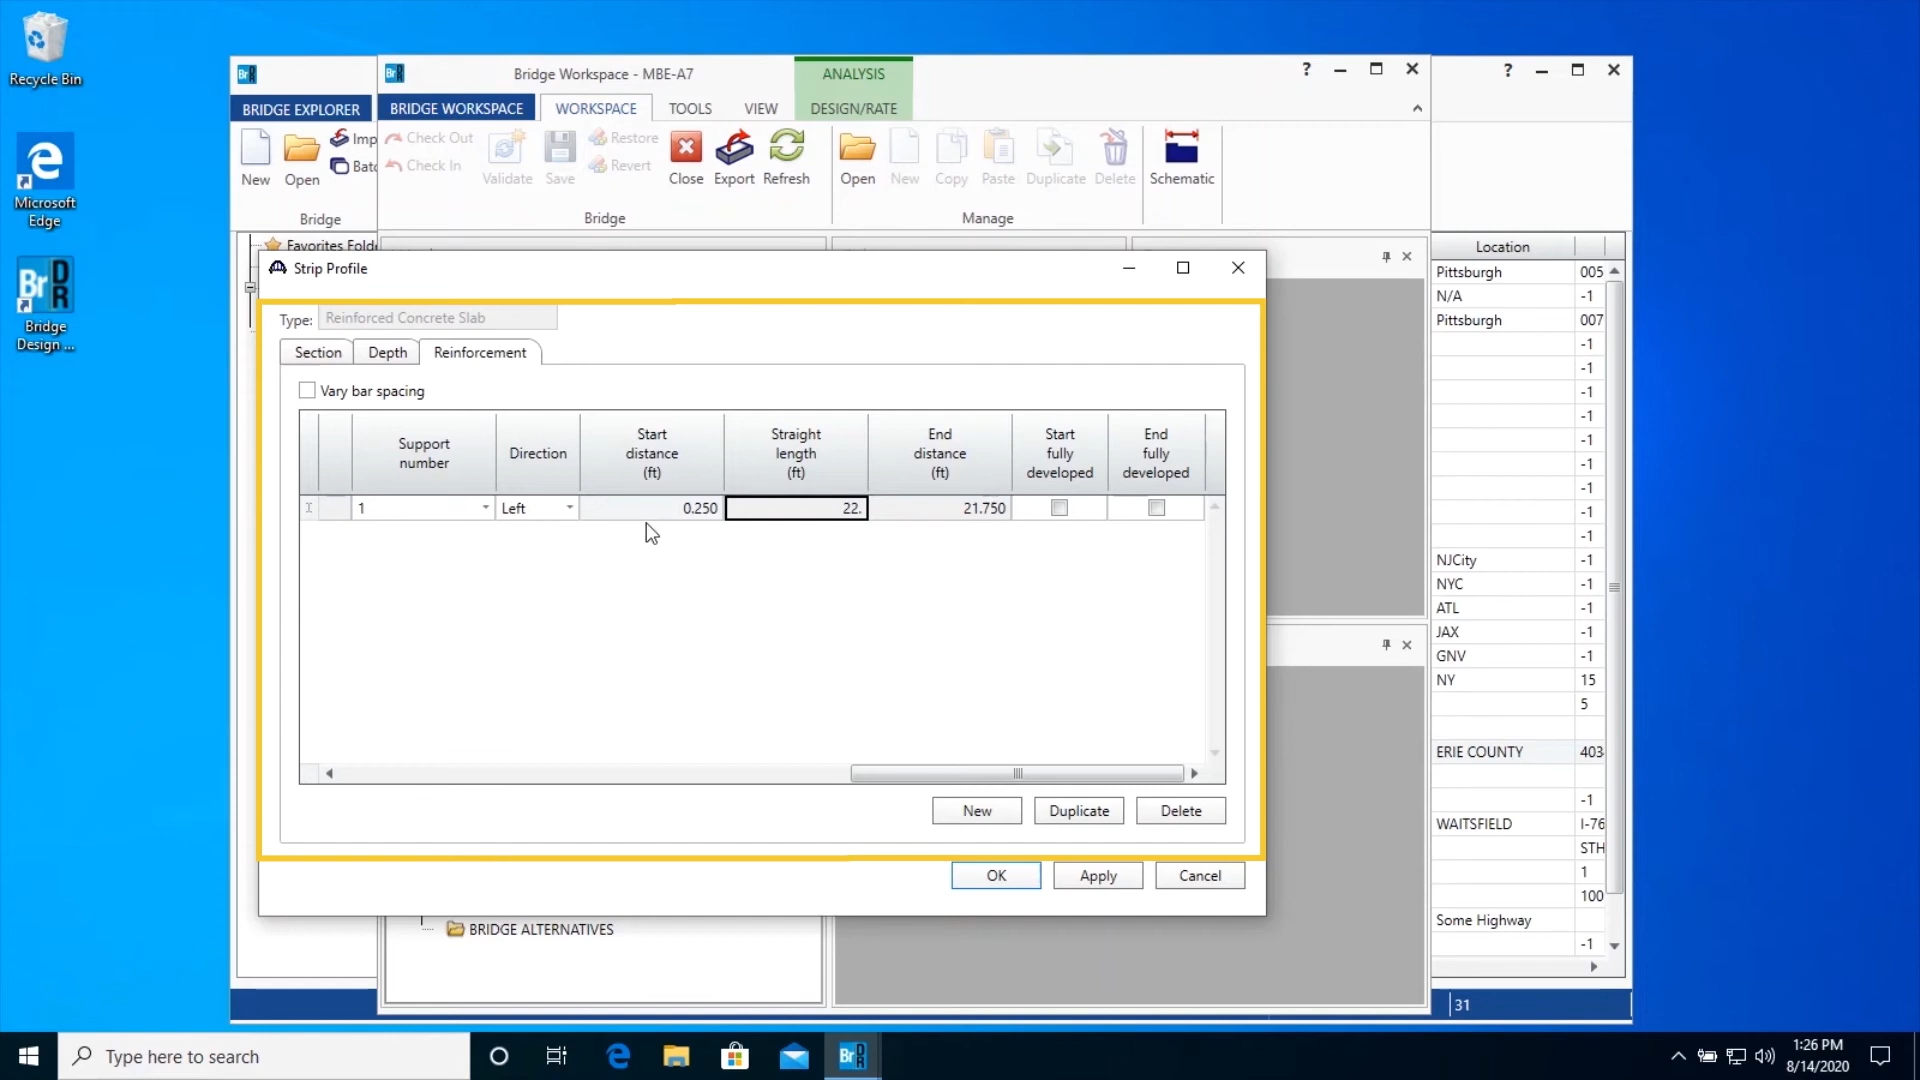 Recycle Bin
Microsoft
Edge
Bridge
Design ...
Bridge Workspace - MBE-A7
ANALYSIS
BRIDGE EXPLORER
BRIDGE WORKSPACE
WORKSPACE
TOOLS
VIEW
DESIGN/RATE
New
Open
Bridge
Check Out
Check In
Validate
Save
Restore
Revert
Close
Export
Refresh
Bridge
Open
New
Copy
Paste
Duplicate
Delete
Manage
Schematic
Strip Profile
Type: Reinforced Concrete Slab
Section
Depth
Reinforcement
Vary bar spacing
Support
number
Direction
Start
distance
(ft)
Straight
length
(ft)
End
distance
(ft)
Start
fully
developed
End
fully
developed
1 Left 0.250 22. 21.750
New
Duplicate
Delete
OK
Apply
Cancel
BRIDGE ALTERNATIVES
Location
Pittsburgh 005
N/A -1
Pittsburgh 007
-1
-1
-1
-1
-1
-1
-1
-1
-1
NJCity -1
NYC -1
ATL -1
JAX -1
GNV -1
NY 15
5
ERIE COUNTY 403
-1
WAITSFIELD I-76
STH
1
100
Some Highway
-1
31
Type here to search
1:26 PM
8/14/2020